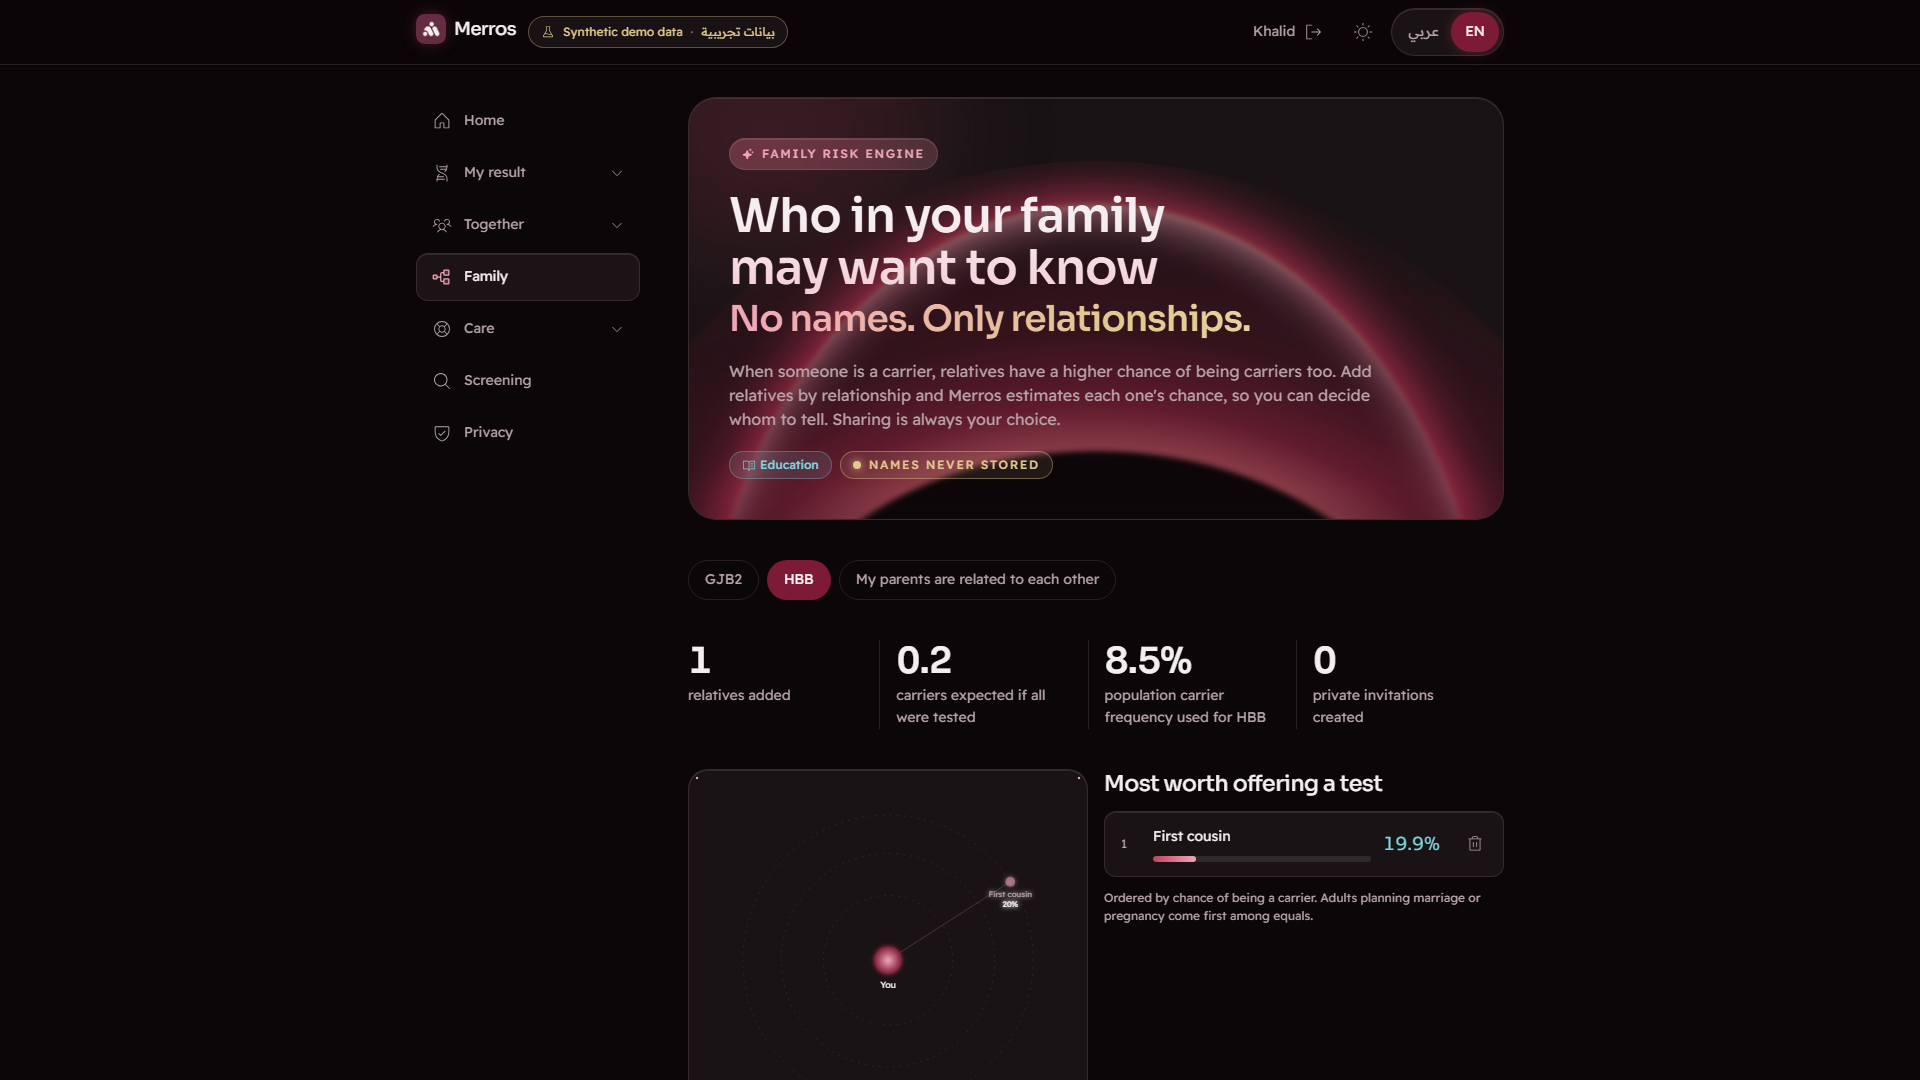 Merros
Synthetic demo data · بيانات تجريبية
Khalid
عربي
EN
Home
My result
Together
Family
Care
Screening
Privacy
FAMILY RISK ENGINE
Who in your family
may want to know
No names. Only relationships.
When someone is a carrier, relatives have a higher chance of being carriers too. Add
relatives by relationship and Merros estimates each one's chance, so you can decide
whom to tell. Sharing is always your choice.
Education
NAMES NEVER STORED
GJB2
HBB
My parents are related to each other
1
relatives added
0.2
carriers expected if all
were tested
8.5%
population carrier
frequency used for HBB
0
private invitations
created
First cousin
20%
You
Most worth offering a test
1
First cousin
19.9%
Ordered by chance of being a carrier. Adults planning marriage or
pregnancy come first among equals.